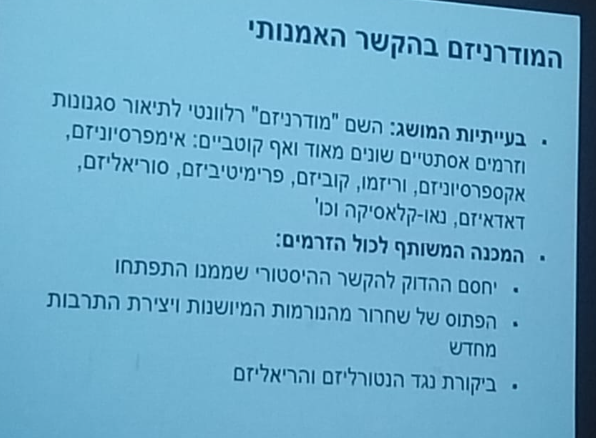 המודרניזם בהקשר האמנותי
• בעייתיות המושג: השם "מודרניזם" רלוונטי לתיאור סגנונות
וזרמים אסתטיים שונים מאוד ואף קוטביים: אימפרסיוניזם,
אקספרסיוניזם, וריזמו, קוביזם, פרימיטיביזם, סוריאליזם,
דאדאיזם, נאו-קלאסיקה וכו'
• המכנה המשותף לכול הזרמים:
• יחסם ההדוק להקשר ההיסטורי שממנו התפתחו
• הפתוס של שחרור מהנורמות המיושנות ויצירת התרבות
מחדש
• ביקורת נגד הנטורליזם והריאליזם